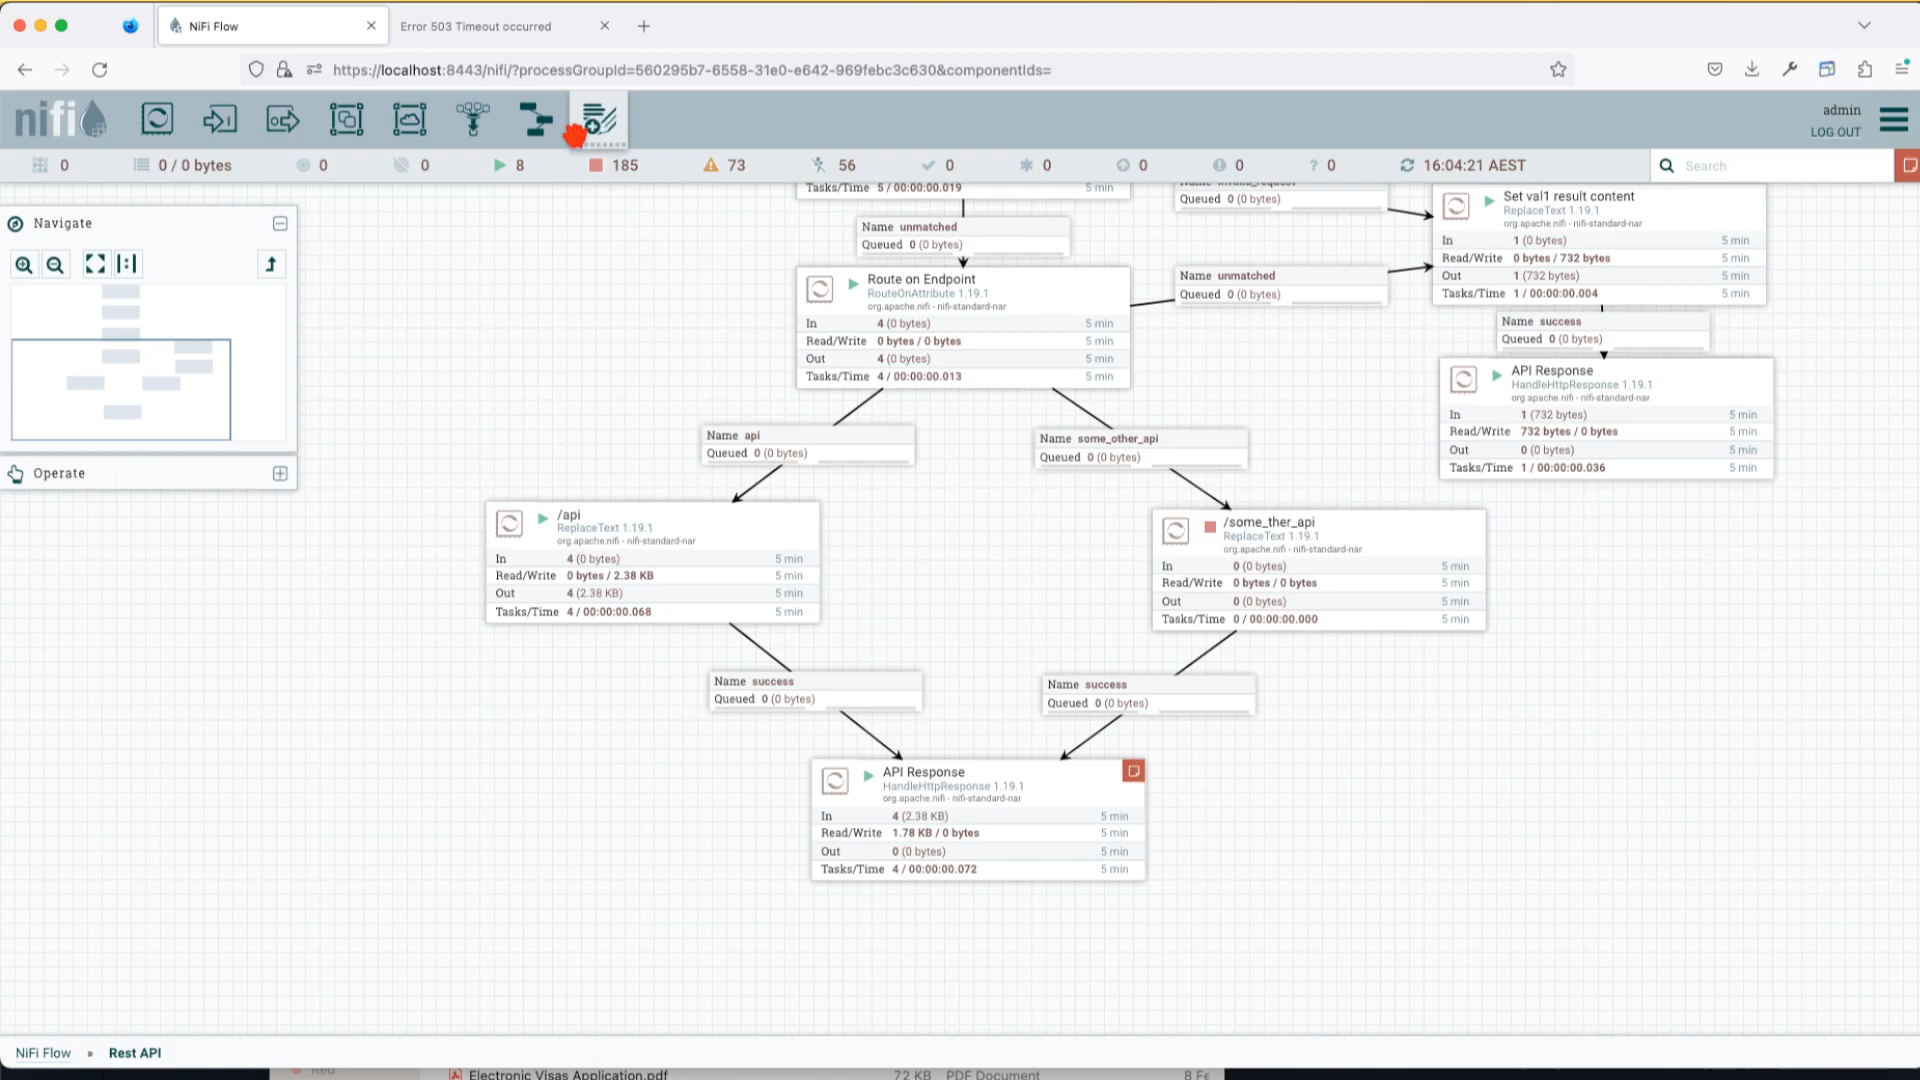 NiFi Flow
Error 503 Timeout occurred
https://localhost:8443/nifi/?processGroupId=560295b7-6558-31e0-e642-969febc3c630&componentIds=
nifi
admin
LOG OUT
0
0 / 0 bytes
0
0
8
185
73
56
0
0
0
0
? 0
16:04:21 AEST
Search
Navigate
Operate
Tasks/Time 5 / 00:00:00.019 5 min
Name unmatched
Queued 0 (0 bytes)
Route on Endpoint
RouteOnAttribute 1.19.1
org.apache.nifi - nifi-standard-nar
In 4 (0 bytes) 5 min
Read/Write 0 bytes / 0 bytes 5 min
Out 4 (0 bytes) 5 min
Tasks/Time 4 / 00:00:00.013 5 min
Name invalid_request
Queued 0 (0 bytes)
Name unmatched
Queued 0 (0 bytes)
Set val1 result content
ReplaceText 1.19.1
org.apache.nifi - nifi-standard-nar
In 1 (0 bytes) 5 min
Read/Write 0 bytes / 732 bytes 5 min
Out 1 (732 bytes) 5 min
Tasks/Time 1 / 00:00:00.004 5 min
Name success
Queued 0 (0 bytes)
API Response
HandleHttpResponse 1.19.1
org.apache.nifi - nifi-standard-nar
In 1 (732 bytes) 5 min
Read/Write 732 bytes / 0 bytes 5 min
Out 0 (0 bytes) 5 min
Tasks/Time 1 / 00:00:00.036 5 min
Name api
Queued 0 (0 bytes)
Name some_other_api
Queued 0 (0 bytes)
/api
ReplaceText 1.19.1
org.apache.nifi - nifi-standard-nar
In 4 (0 bytes) 5 min
Read/Write 0 bytes / 2.38 KB 5 min
Out 4 (2.38 KB) 5 min
Tasks/Time 4 / 00:00:00.068 5 min
/some_ther_api
ReplaceText 1.19.1
org.apache.nifi - nifi-standard-nar
In 0 (0 bytes) 5 min
Read/Write 0 bytes / 0 bytes 5 min
Out 0 (0 bytes) 5 min
Tasks/Time 0 / 00:00:00.000 5 min
Name success
Queued 0 (0 bytes)
Name success
Queued 0 (0 bytes)
API Response
HandleHttpResponse 1.19.1
org.apache.nifi - nifi-standard-nar
In 4 (2.38 KB) 5 min
Read/Write 1.78 KB / 0 bytes 5 min
Out 0 (0 bytes) 5 min
Tasks/Time 4 / 00:00:00.072 5 min
NiFi Flow » Rest API
Red
Electronic Visas Application.pdf 72 KB PDF Document